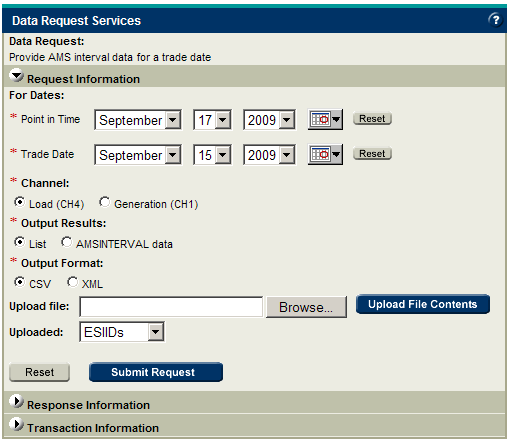 Data Request Services ?
Data Request:
Provide AMS interval data for a trade date
Request Information
For Dates:
* Point in Time September 17 2009 Reset
* Trade Date September 15 2009 Reset
* Channel:
Load (CH4) Generation (CH1)
* Output Results:
List AMSINTERVAL data
* Output Format:
CSV XML
Upload file: Browse... Upload File Contents
Uploaded: ESIIDs
Reset Submit Request
Response Information
Transaction Information